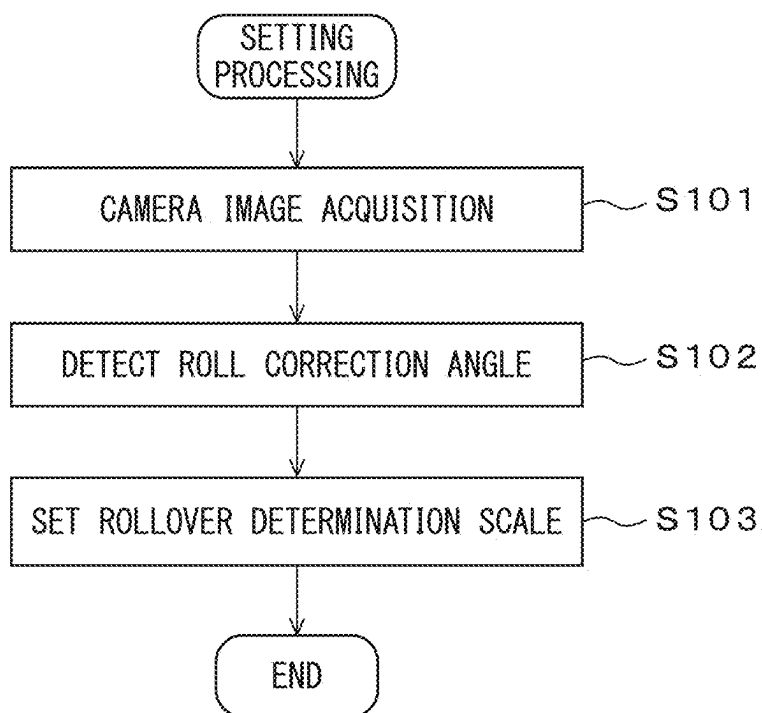 SETTING
PROCESSING
CAMERA IMAGE ACQUISITION
S101
DETECT ROLL CORRECTION ANGLE
S102
SET ROLLOVER DETERMINATION SCALE
S103
END